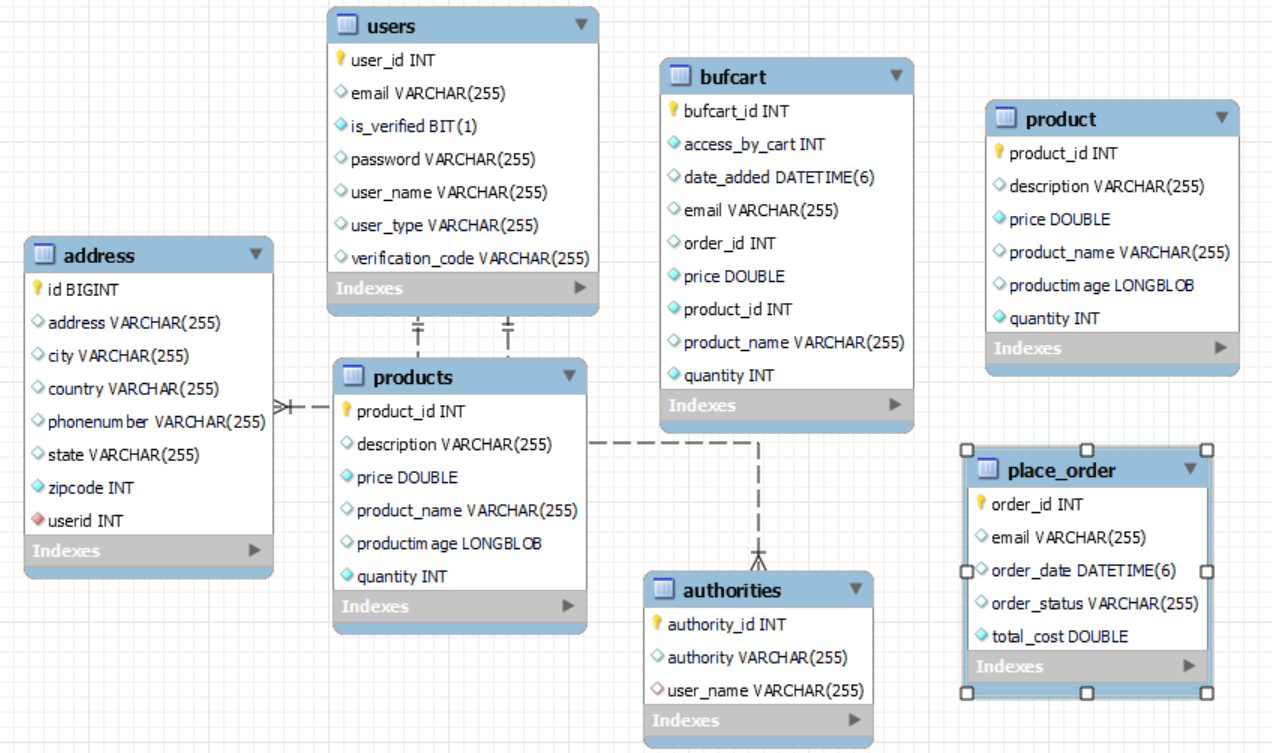 users
user_id INT
email VARCHAR(255)
is_verified BIT(1)
password VARCHAR(255)
user_name VARCHAR(255)
user_type VARCHAR(255)
verification_code VARCHAR(255)
Indexes
bufcart
bufcart_id INT
access_by_cart INT
date_added DATETIME(6)
email VARCHAR(255)
order_id INT
price DOUBLE
product_id INT
product_name VARCHAR(255)
quantity INT
Indexes
product
product_id INT
description VARCHAR(255)
price DOUBLE
product_name VARCHAR(255)
productimage LONGBLOB
quantity INT
Indexes
address
id BIGINT
address VARCHAR(255)
city VARCHAR(255)
country VARCHAR(255)
phonenumber VARCHAR(255)
state VARCHAR(255)
zipcode INT
userid INT
Indexes
products
product_id INT
description VARCHAR(255)
price DOUBLE
product_name VARCHAR(255)
productimage LONGBLOB
quantity INT
Indexes
authorities
authority_id INT
authority VARCHAR(255)
user_name VARCHAR(255)
Indexes
place_order
order_id INT
email VARCHAR(255)
order_date DATETIME(6)
order_status VARCHAR(255)
total_cost DOUBLE
Indexes